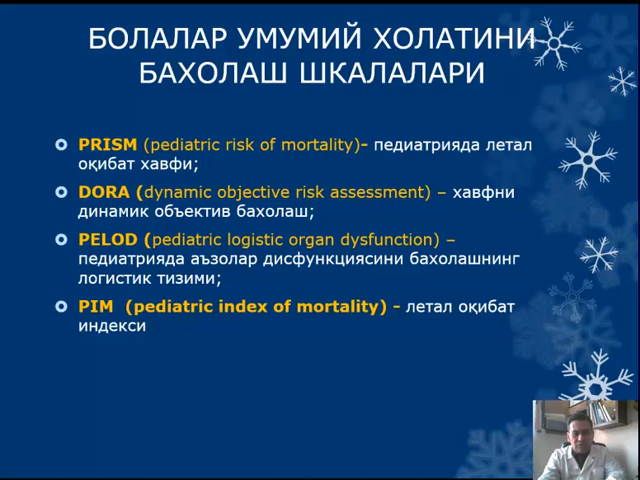 БОЛАЛАР УМУМИЙ ХОЛАТИНИ
БАХОЛАШ ШКАЛАЛАРИ
PRISM (pediatric risk of mortality)- педиатрияда летал
оқибат хавфи;
DORA (dynamic objective risk assessment) – хавфни
динамик объектив бахолаш;
PELOD (pediatric logistic organ dysfunction) –
педиатрияда аъзолар дисфункциясини бахолашнинг
логистик тизими;
PIM (pediatric index of mortality) - летал оқибат
индекси